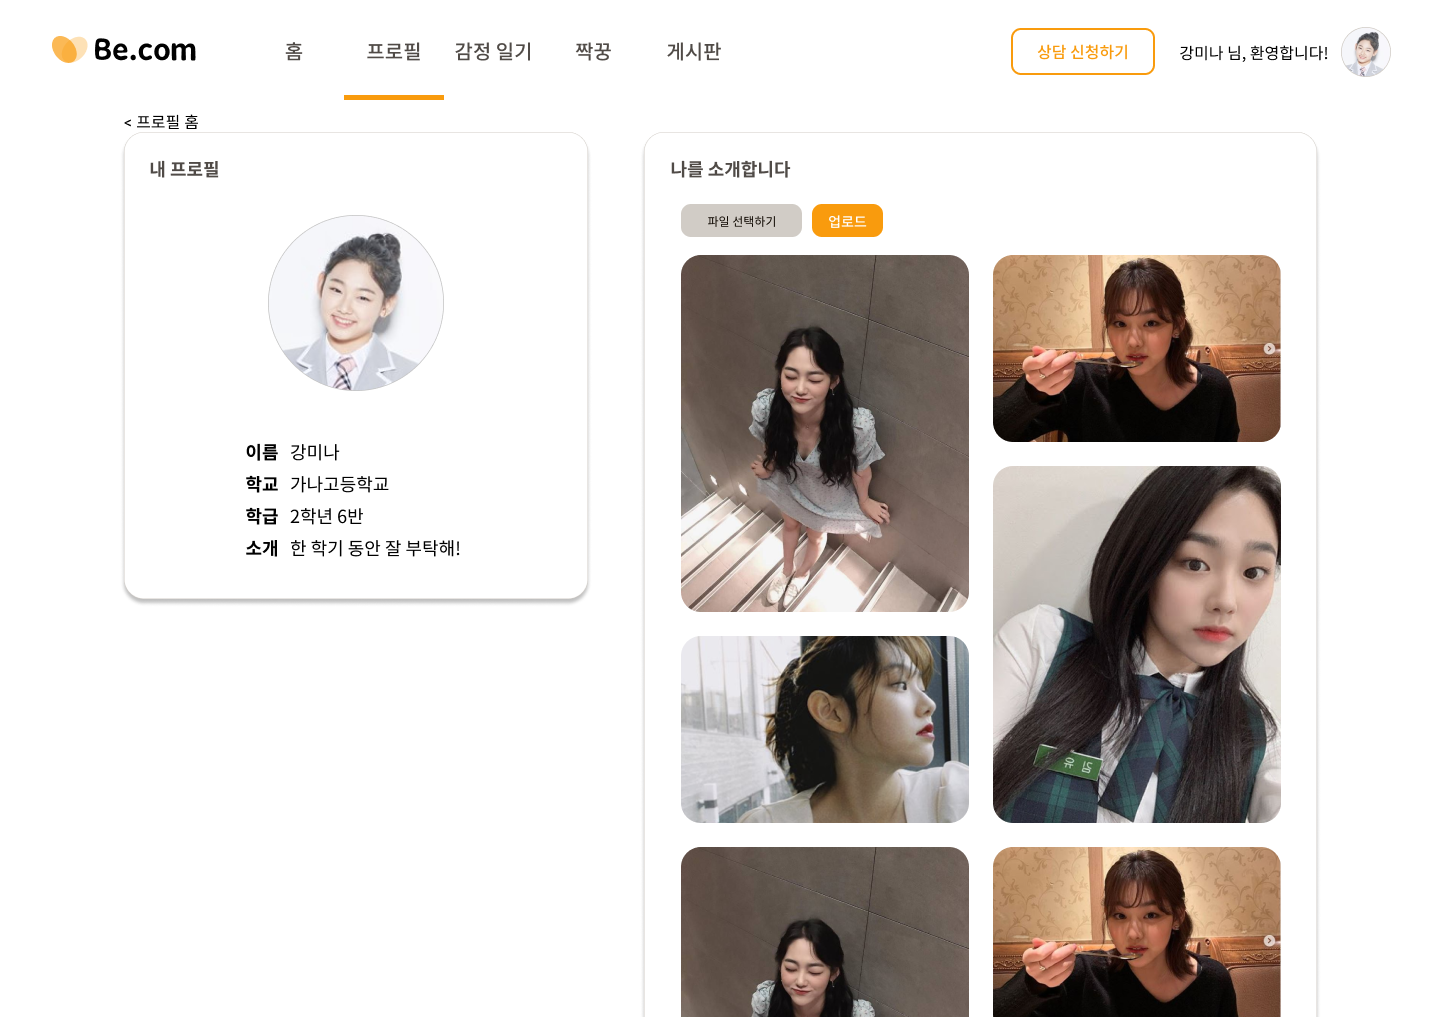 Be.com
홈 프로필 감정 일기 짝꿍 게시판
상담 신청하기
강미나 님, 환영합니다!
< 프로필 홈
내 프로필
이름 강미나
학교 가나고등학교
학급 2학년 6반
소개 한 학기 동안 잘 부탁해!
나를 소개합니다
파일 선택하기
업로드